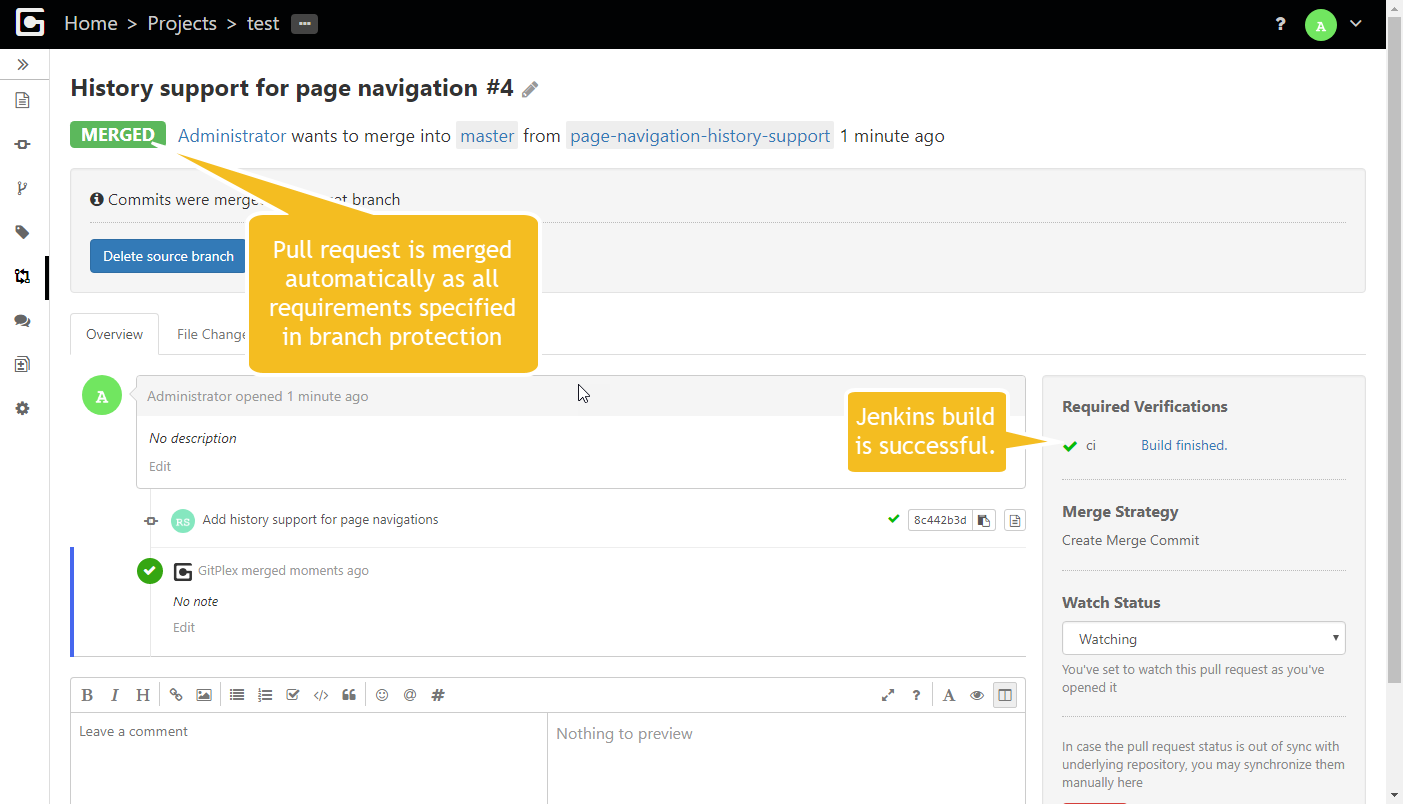 Home > Projects > test ...
? A
History support for page navigation #4
MERGED Administrator wants to merge into master from page-navigation-history-support 1 minute ago
Commits were merge et branch
Delete source branch
Pull request is merged
automatically as all
requirements specified
in branch protection
Overview File Change
A
Administrator opened 1 minute ago
No description
Edit
Jenkins build
is successful.
RS Add history support for page navigations 8c442b3d
GitPlex merged moments ago
No note
Edit
B I H @ # ? A
Leave a comment
Nothing to preview
Required Verifications
ci Build finished.
Merge Strategy
Create Merge Commit
Watch Status
Watching
You've set to watch this pull request as you've
opened it
In case the pull request status is out of sync with
underlying repository, you may synchronize them
manually here